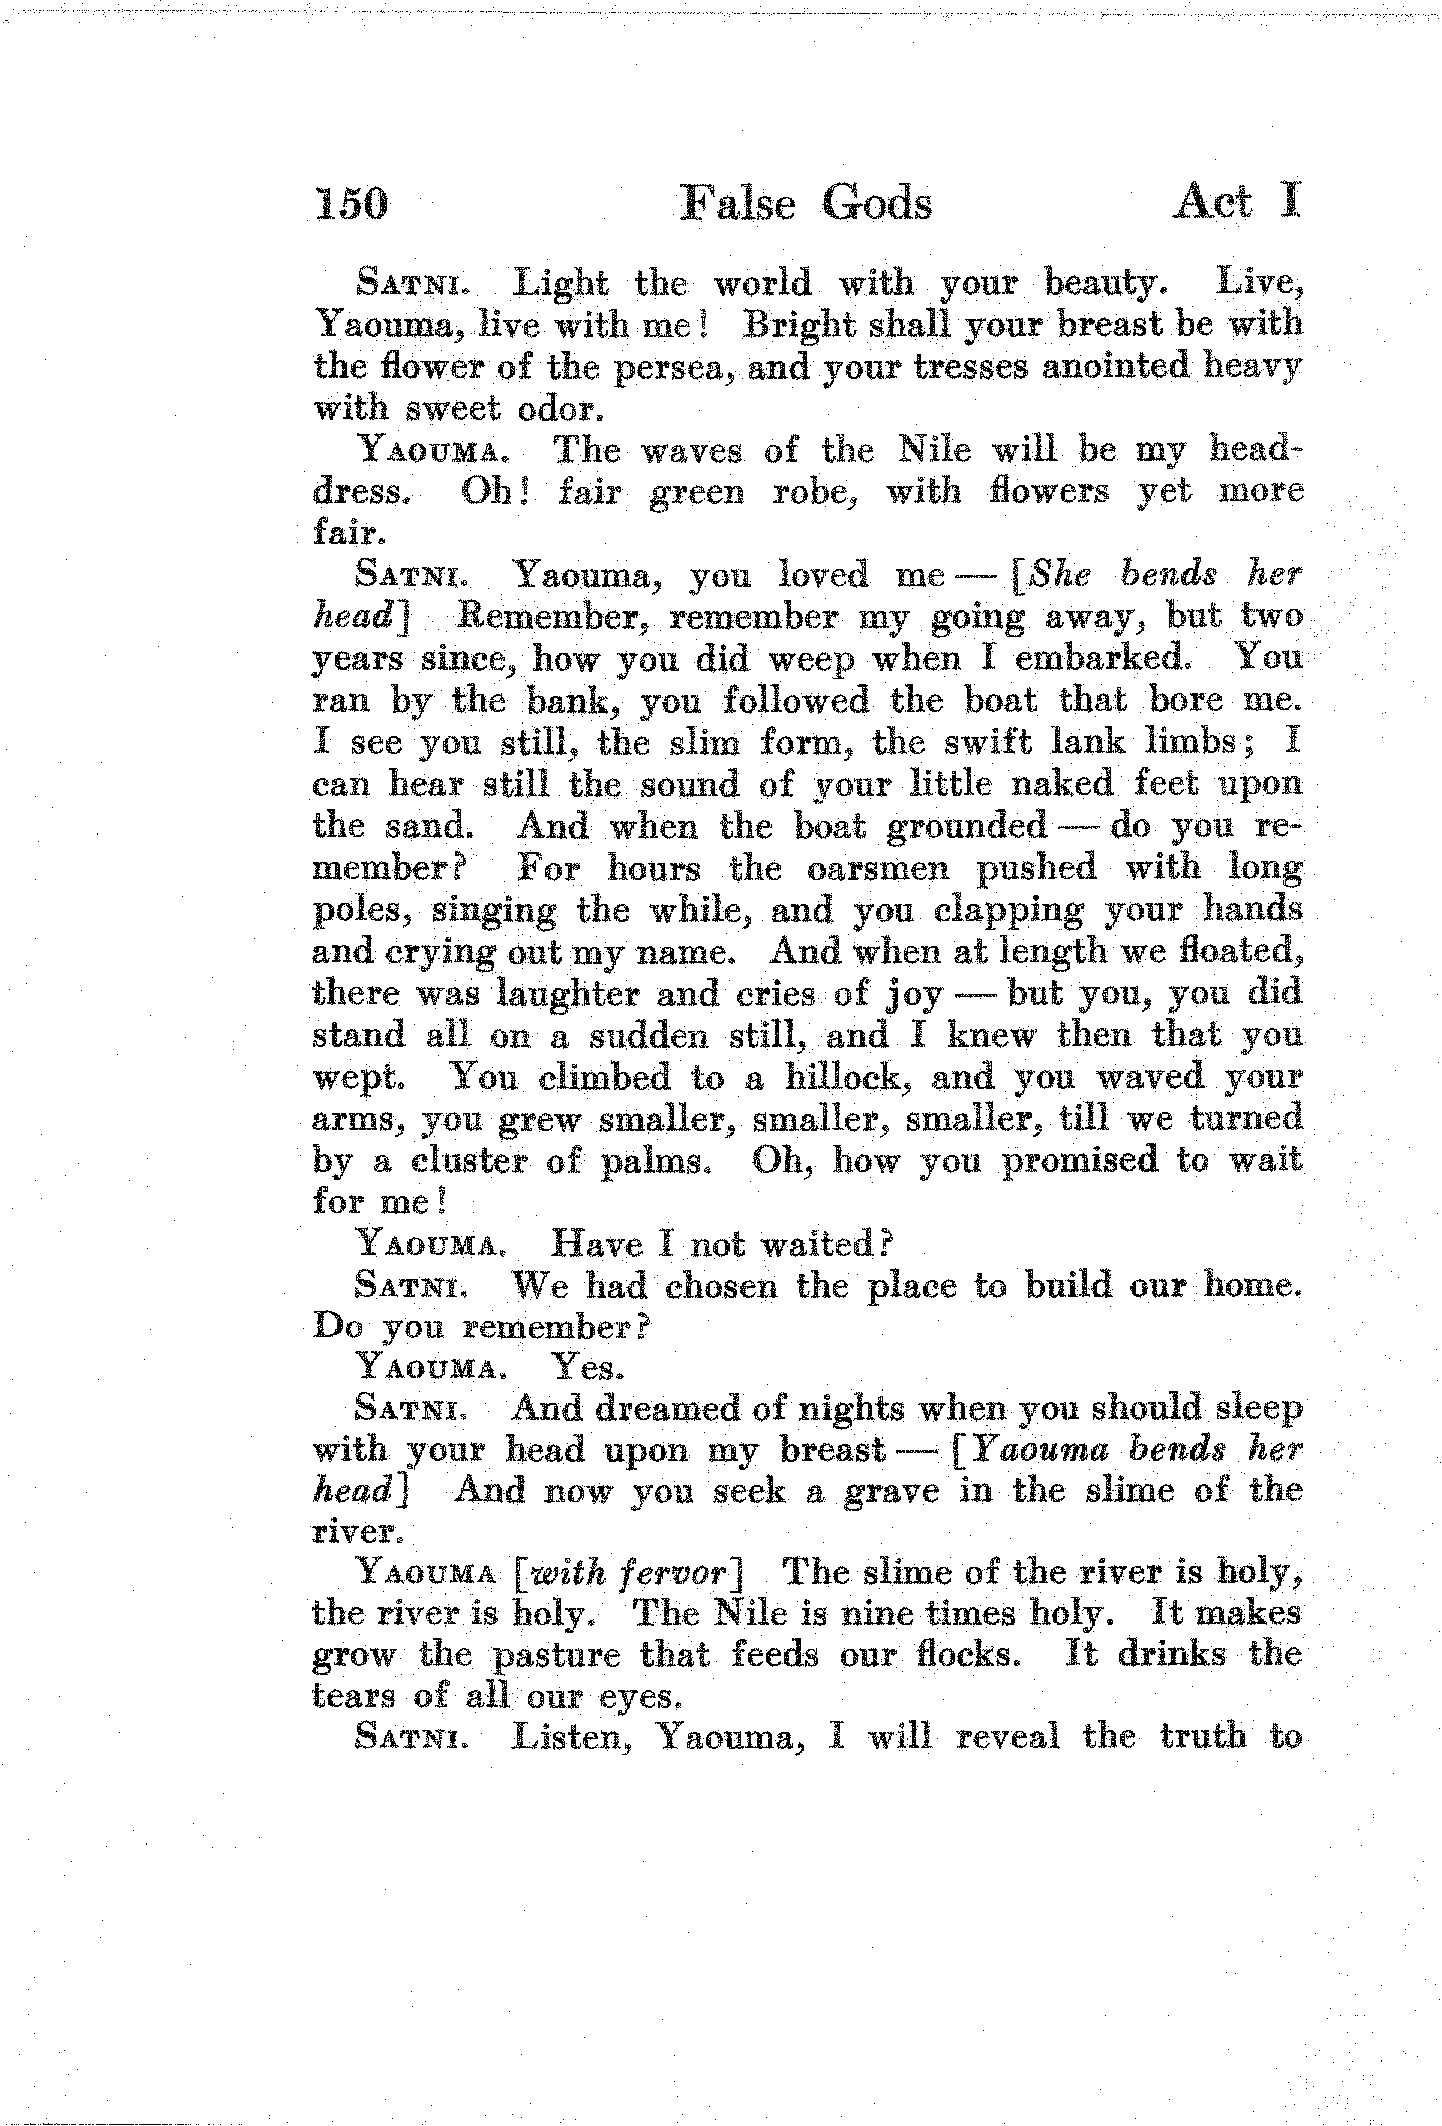 150 False Gods Act I
SATNI. Light the world with your beauty. Live,
Yaouma, live with me! Bright shall your breast be with
the flower of the persea, and your tresses anointed heavy
with sweet odor.
YAOUMA. The waves of the Nile will be my head-
dress. Oh! fair green robe, with flowers yet more
fair.
SATNI. Yaouma, you loved me — [She bends her
head] Remember, remember my going away, but two
years since, how you did weep when I embarked. You
ran by the bank, you followed the boat that bore me.
I see you still, the slim form, the swift lank limbs; I
can hear still the sound of your little naked feet upon
the sand. And when the boat grounded — do you re-
member? For hours the oarsmen pushed with long
poles, singing the while, and you clapping your hands
and crying out my name. And when at length we floated,
there was laughter and cries of joy — but you, you did
stand all on a sudden still, and I knew then that you
wept. You climbed to a hillock, and you waved your
arms, you grew smaller, smaller, smaller, till we turned
by a cluster of palms. Oh, how you promised to wait
for me!
YAOUMA. Have I not waited?
SATNI. We had chosen the place to build our home.
Do you remember?
YAOUMA. Yes.
SATNI. And dreamed of nights when you should sleep
with your head upon my breast — [Yaouma bends her
head] And now you seek a grave in the slime of the
river.
YAOUMA [with fervor] The slime of the river is holy,
the river is holy. The Nile is nine times holy. It makes
grow the pasture that feeds our flocks. It drinks the
tears of all our eyes.
SATNI. Listen, Yaouma, I will reveal the truth to